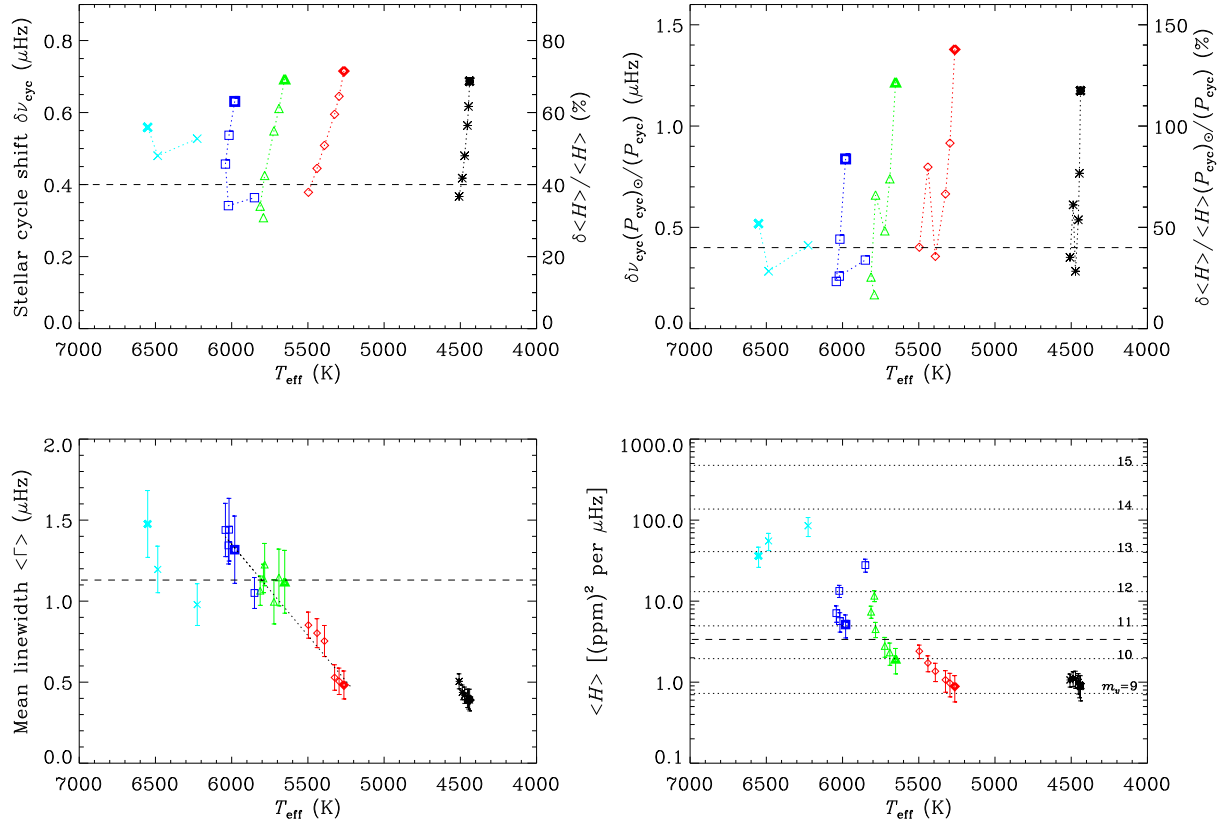 Stellar cycle shift δν_cyc (μHz)
0.8
0.6
0.4
0.2
0.0
80
60
40
20
0
δ<H>/<H> (%)
7000 6500 6000 5500 5000 4500 4000
T_eff (K)
δν_cyc(P_cyc)_⊙/(P_cyc) (μHz)
1.5
1.0
0.5
0.0
150
100
50
0
δ<H>/<H>(P_cyc)_⊙/(P_cyc) (%)
7000 6500 6000 5500 5000 4500 4000
T_eff (K)
Mean linewidth <Γ> (μHz)
2.0
1.5
1.0
0.5
0.0
7000 6500 6000 5500 5000 4500 4000
T_eff (K)
<H> [(ppm)² per μHz]
1000.0
100.0
10.0
1.0
0.1
15
14
13
12
11
10
m_v=9
7000 6500 6000 5500 5000 4500 4000
T_eff (K)